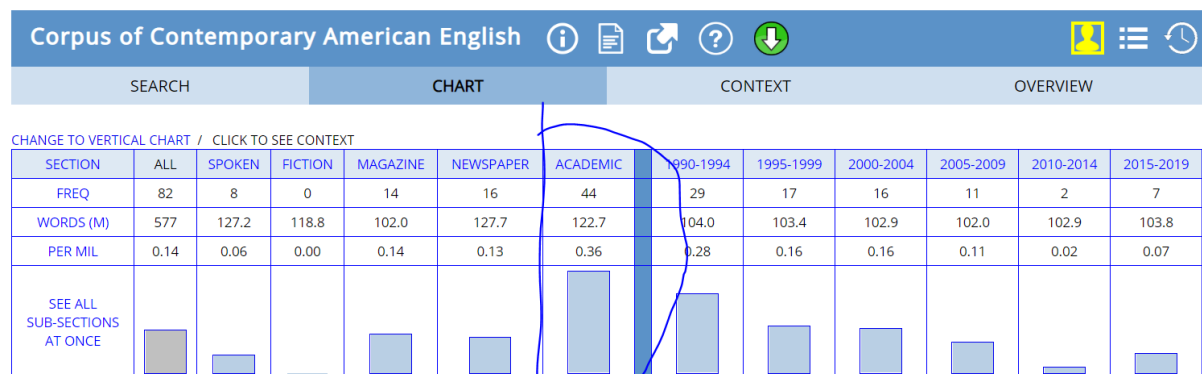 Corpus of Contemporary American English
SEARCH CHART CONTEXT OVERVIEW
CHANGE TO VERTICAL CHART / CLICK TO SEE CONTEXT
SECTION ALL SPOKEN FICTION MAGAZINE NEWSPAPER ACADEMIC 1990-1994 1995-1999 2000-2004 2005-2009 2010-2014 2015-2019
FREQ 82 8 0 14 16 44 29 17 16 11 2 7
WORDS (M) 577 127.2 118.8 102.0 127.7 122.7 104.0 103.4 102.9 102.0 102.9 103.8
PER MIL 0.14 0.06 0.00 0.14 0.13 0.36 0.28 0.16 0.16 0.11 0.02 0.07
SEE ALL
SUB-SECTIONS
AT ONCE